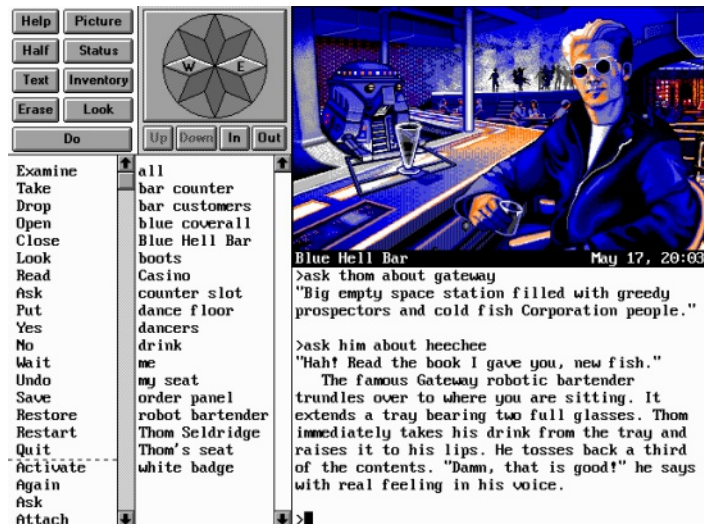 Help Picture
Half Status
Text Inventory
Erase Look
Do
W E
Up Down In Out
Examine
Take
Drop
Open
Close
Look
Read
Ask
Put
Yes
No
Wait
Undo
Save
Restore
Restart
Quit
Activate
Again
Ask
Attach
all
bar counter
bar customers
blue coverall
Blue Hell Bar
boots
Casino
counter slot
dance floor
dancers
drink
me
my seat
order panel
robot bartender
Thom Seldridge
Thom's seat
white badge
Blue Hell Bar May 17, 20:03
>ask thom about gateway
"Big empty space station filled with greedy
prospectors and cold fish Corporation people."
>ask him about heechee
"Hah! Read the book I gave you, new fish."
The famous Gateway robotic bartender
trundles over to where you are sitting. It
extends a tray bearing two full glasses. Thom
immediately takes his drink from the tray and
raises it to his lips. He tosses back a third
of the contents. "Damn, that is good!" he says
with real feeling in his voice.
>